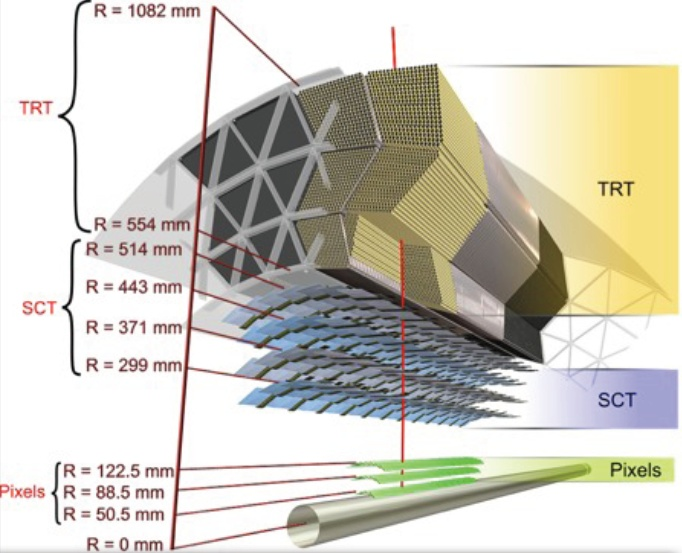 R = 1082 mm
TRT
TRT
R = 554 mm
R = 514 mm
R = 443 mm
SCT
R = 371 mm
R = 299 mm
SCT
R = 122.5 mm
Pixels
Pixels
R = 88.5 mm
R = 50.5 mm
R = 0 mm